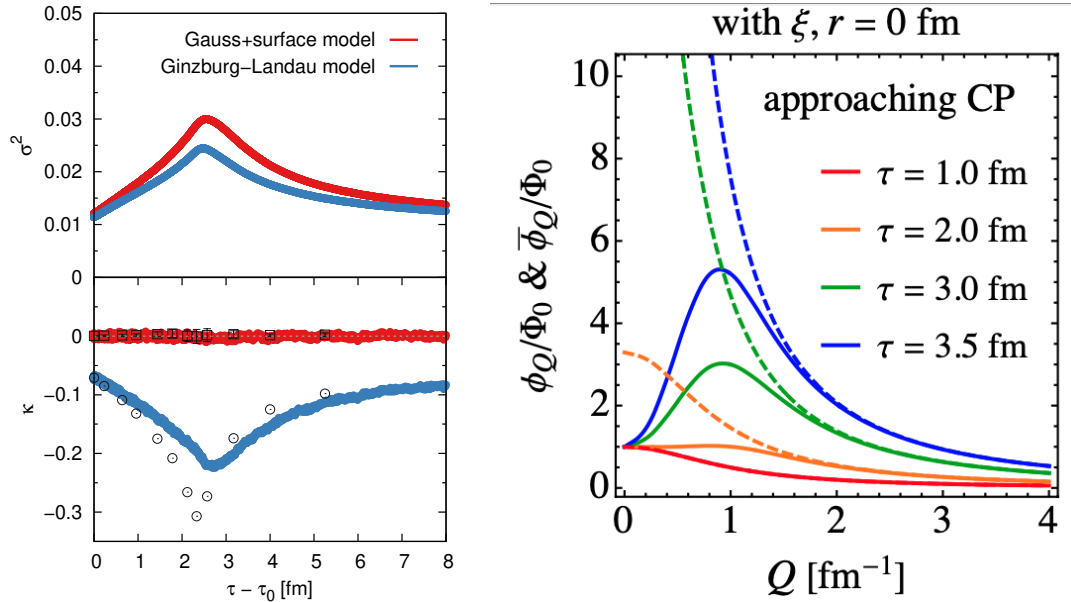 0.05
0.04
0.03
0.02
0.01
0
σ²
Gauss+surface model
Ginzburg−Landau model
0
−0.1
−0.2
−0.3
κ
0 1 2 3 4 5 6 7 8
τ − τ₀ [fm]
with ξ, r = 0 fm
10
8
6
4
2
0
ϕ_Q/Φ₀ & ϕ̅_Q/Φ₀
approaching CP
τ = 1.0 fm
τ = 2.0 fm
τ = 3.0 fm
τ = 3.5 fm
0 1 2 3 4
Q [fm⁻¹]